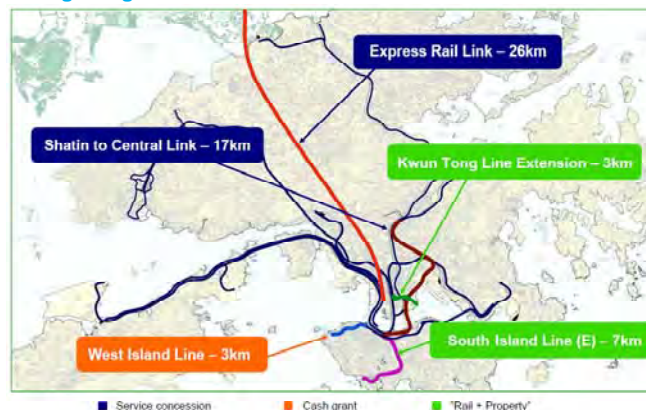 Express Rail Link – 26km
Shatin to Central Link – 17km
Kwun Tong Line Extension – 3km
West Island Line – 3km
South Island Line (E) – 7km
Service concession
Cash grant
"Rail + Property"